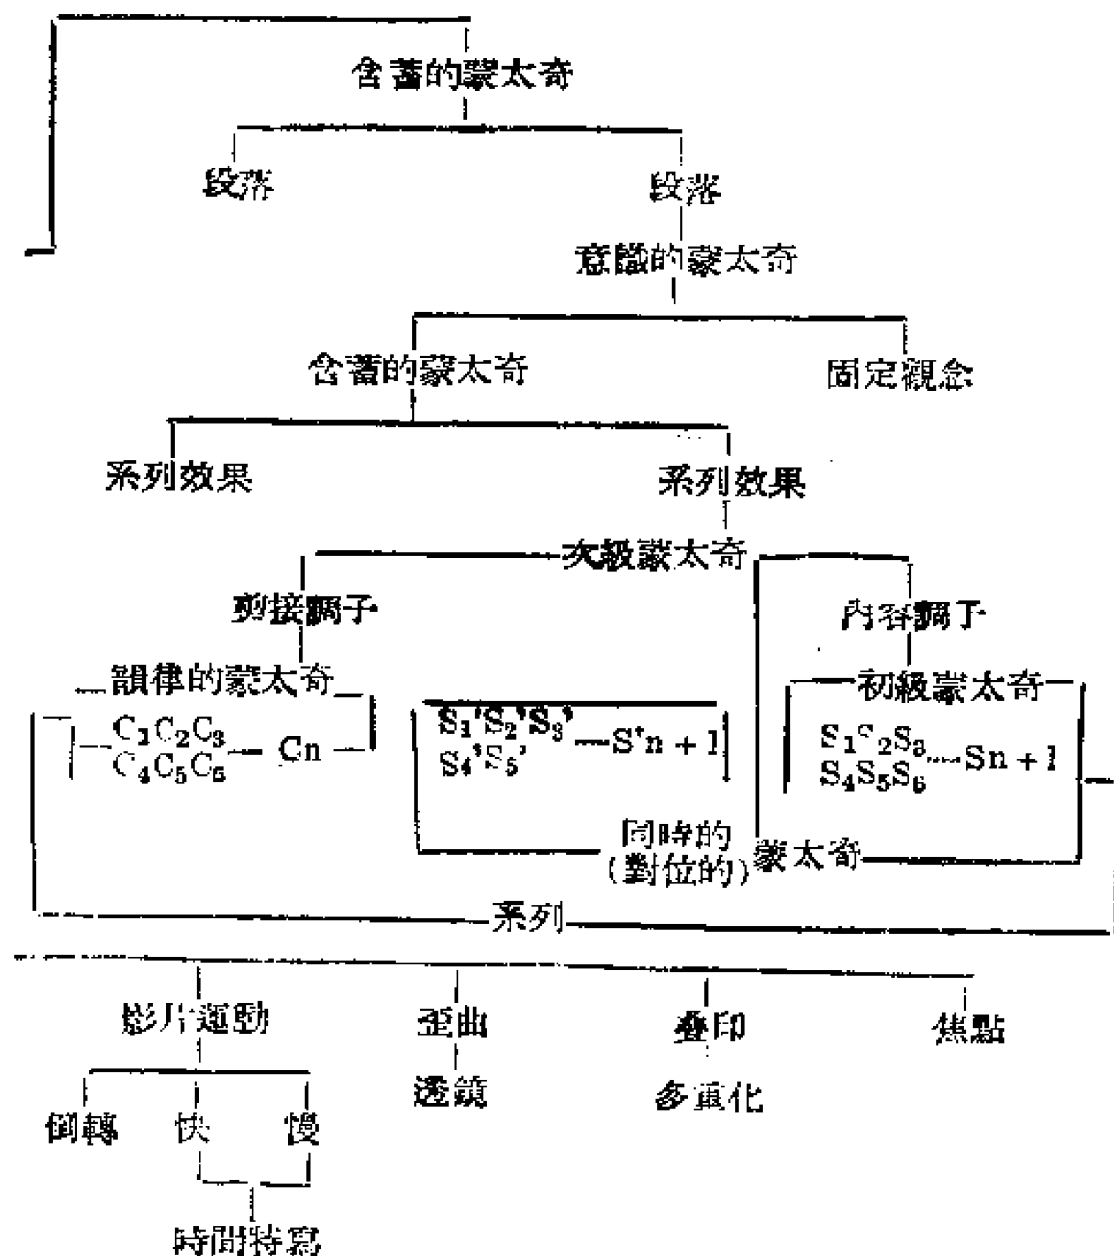 含蓄的蒙太奇
段落 段落
意識的蒙太奇
含蓄的蒙太奇 固定觀念
系列效果 系列效果
次級蒙太奇
剪接調子 內容調子
韻律的蒙太奇 初級蒙太奇
C₁C₂C₃ S₁'S₂'S₃' S₁S₂S₃
Cn S'n+1 Sn+1
C₄C₅C₆ S₄'S₅' S₄S₅S₆
同時的
(對位的)蒙太奇
系列
影片運動 歪曲 叠印 焦點
透鏡 多重化
倒轉 快 慢
時間特寫